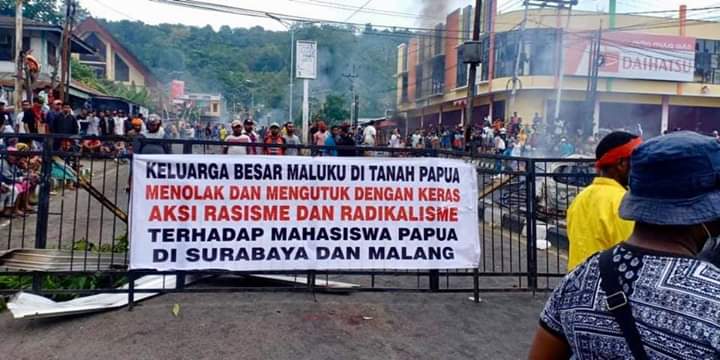 DAIHATSU
KELUARGA BESAR MALUKU DI TANAH PAPUA
MENOLAK DAN MENGUTUK DENGAN KERAS
AKSI RASISME DAN RADIKALISME
TERHADAP MAHASISWA PAPUA
DI SURABAYA DAN MALANG